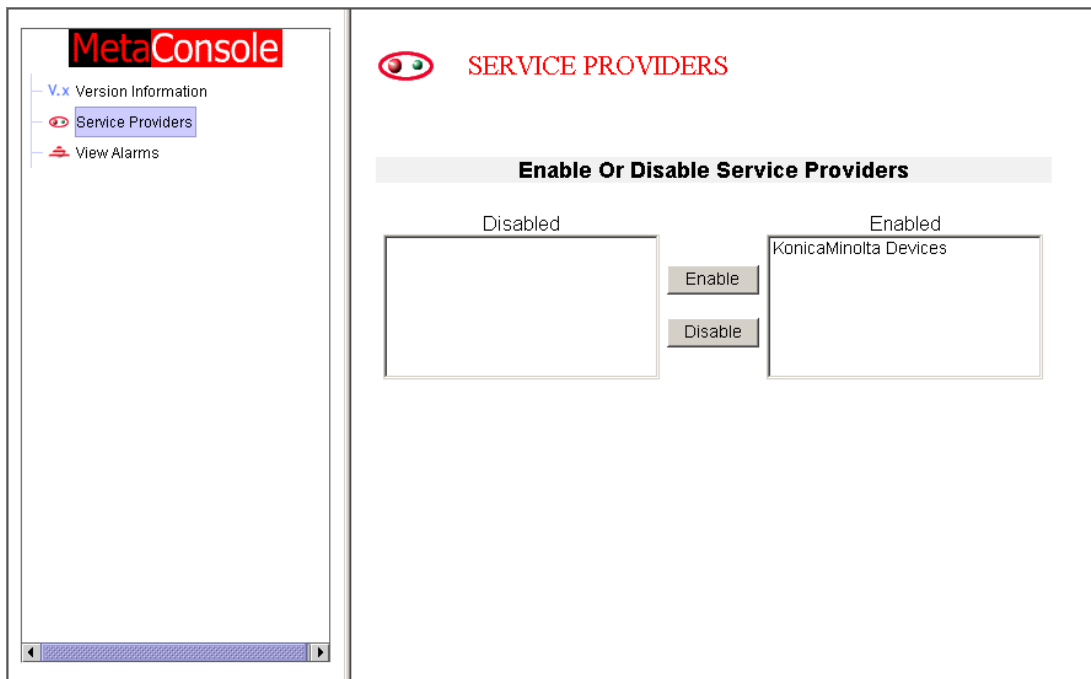 MetaConsole
V.x Version Information
Service Providers
View Alarms
SERVICE PROVIDERS
Enable Or Disable Service Providers
Disabled
Enabled
KonicaMinolta Devices
Enable
Disable